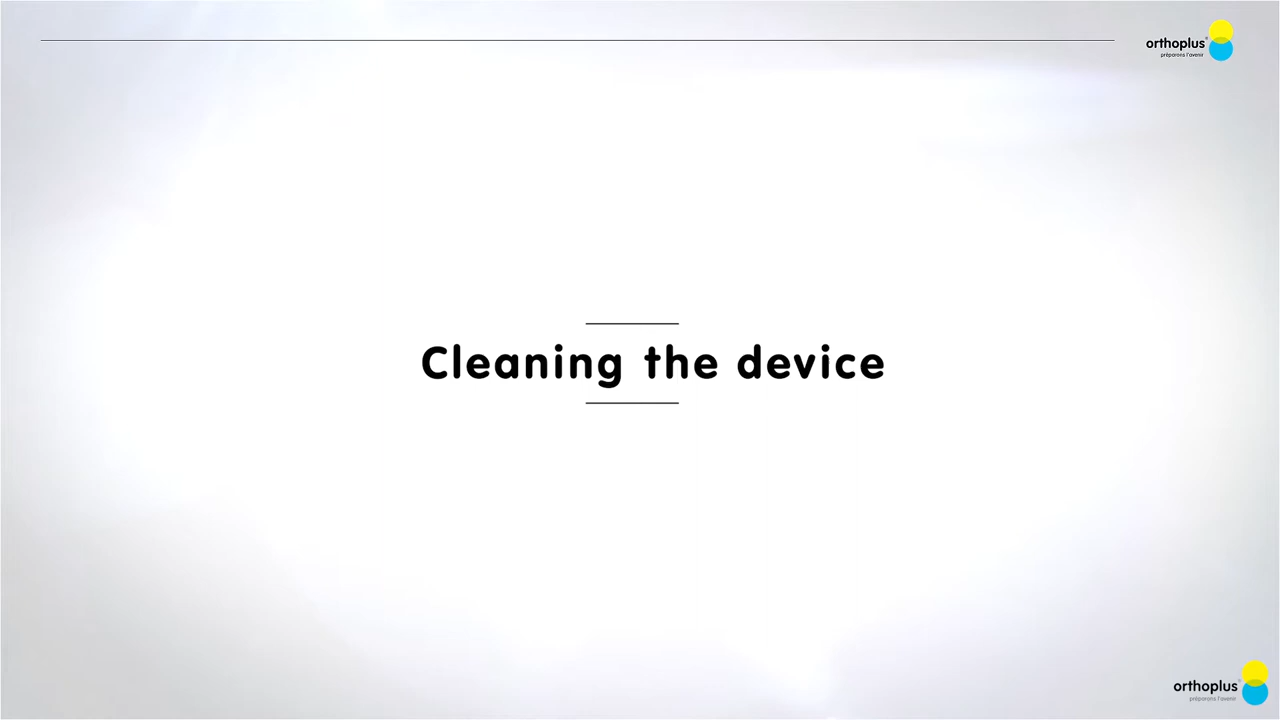 orthoplus®
préparons l'avenir
Cleaning the device
orthoplus®
préparons l'avenir